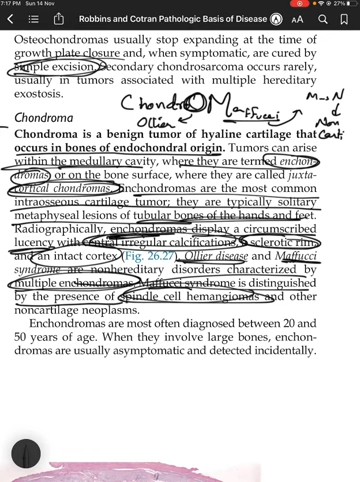 7:17 PM Sun 14 Nov
27%
Robbins and Cotran Pathologic Basis of Disease
AA
Osteochondromas usually stop expanding at the time of
growth plate closure and, when symptomatic, are cured by
simple excision. Secondary chondrosarcoma occurs rarely,
usually in tumors associated with multiple hereditary
exostosis.
ChondrOMa
Maffucci
M → N
Ollier
Non
Carti
Chondroma
Chondroma is a benign tumor of hyaline cartilage that
occurs in bones of endochondral origin. Tumors can arise
within the medullary cavity, where they are termed enchon-
dromas, or on the bone surface, where they are called juxta-
cortical chondromas. Enchondromas are the most common
intraosseous cartilage tumor; they are typically solitary
metaphyseal lesions of tubular bones of the hands and feet.
Radiographically, enchondromas display a circumscribed
lucency with central irregular calcifications, a sclerotic rim,
and an intact cortex (Fig. 26.27). Ollier disease and Maffucci
syndrome are nonhereditary disorders characterized by
multiple enchondromas. Maffucci syndrome is distinguished
by the presence of spindle cell hemangiomas and other
noncartilage neoplasms.
Enchondromas are most often diagnosed between 20 and
50 years of age. When they involve large bones, enchon-
dromas are usually asymptomatic and detected incidentally.